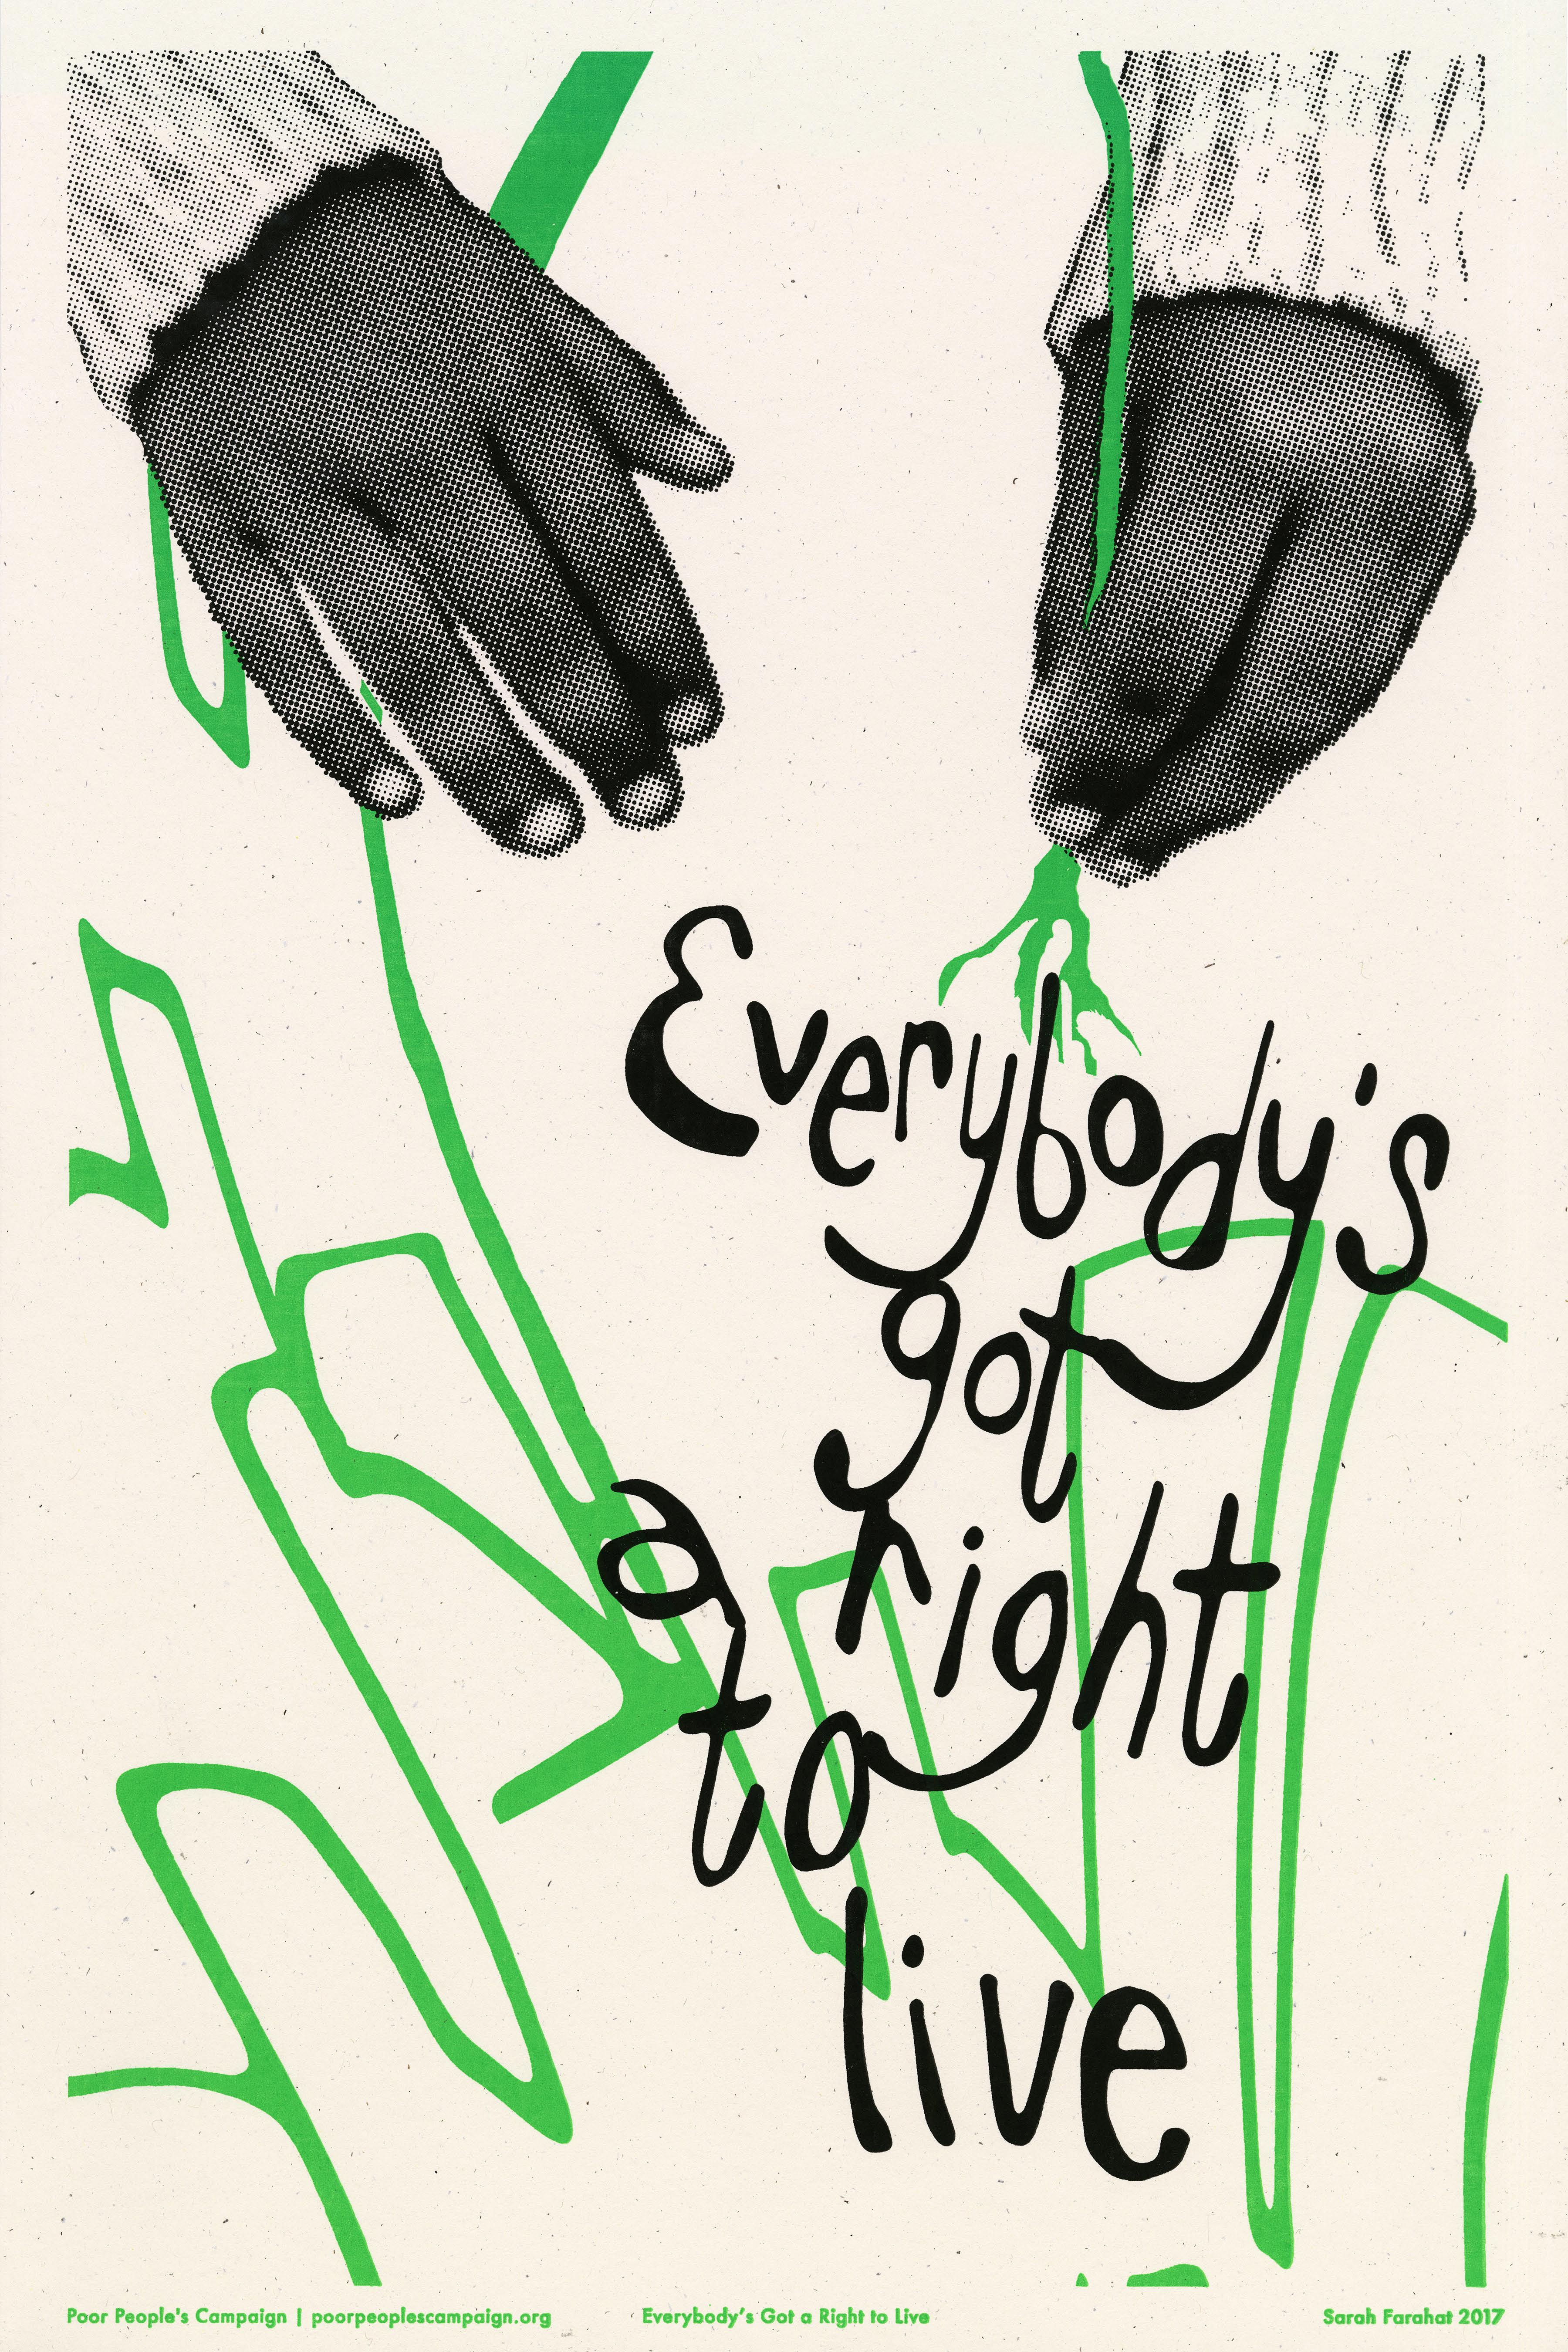 Everybody's
got
a right
to
live
Poor People's Campaign | poorpeoplescampaign.org
Everybody's Got a Right to Live
Sarah Farahat 2017